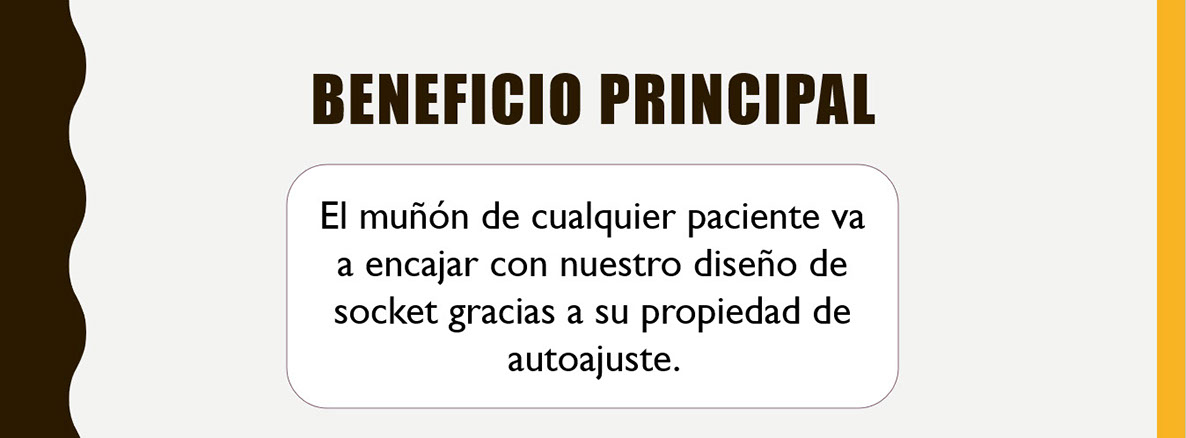 BENEFICIO PRINCIPAL
El muñón de cualquier paciente va
a encajar con nuestro diseño de
socket gracias a su propiedad de
autoajuste.